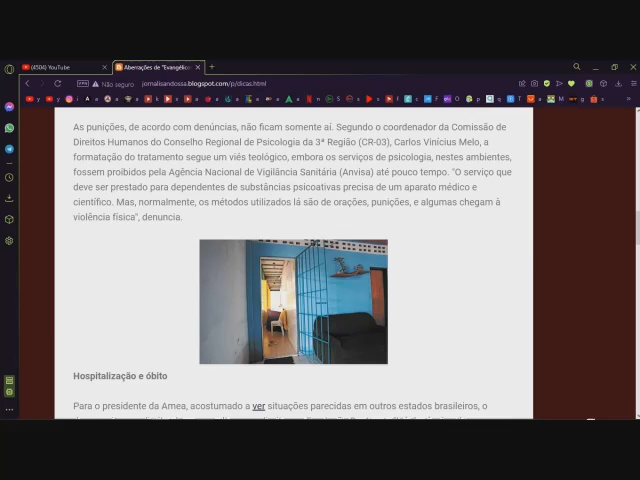 (4504) YouTube
Aberrações de "Evangélico
VPN
Não seguro
jornalisandossa.blogspot.com/p/dicas.html
As punições, de acordo com denúncias, não ficam somente aí. Segundo o coordenador da Comissão de
Direitos Humanos do Conselho Regional de Psicologia da 3ª Região (CR-03), Carlos Vinícius Melo, a
formatação do tratamento segue um viés teológico, embora os serviços de psicologia, nestes ambientes,
fossem proibidos pela Agência Nacional de Vigilância Sanitária (Anvisa) até pouco tempo. "O serviço que
deve ser prestado para dependentes de substâncias psicoativas precisa de um aparato médico e
científico. Mas, normalmente, os métodos utilizados lá são de orações, punições, e algumas chegam à
violência física", denuncia.
Hospitalização e óbito
Para o presidente da Amea, acostumado a ver situações parecidas em outros estados brasileiros, o